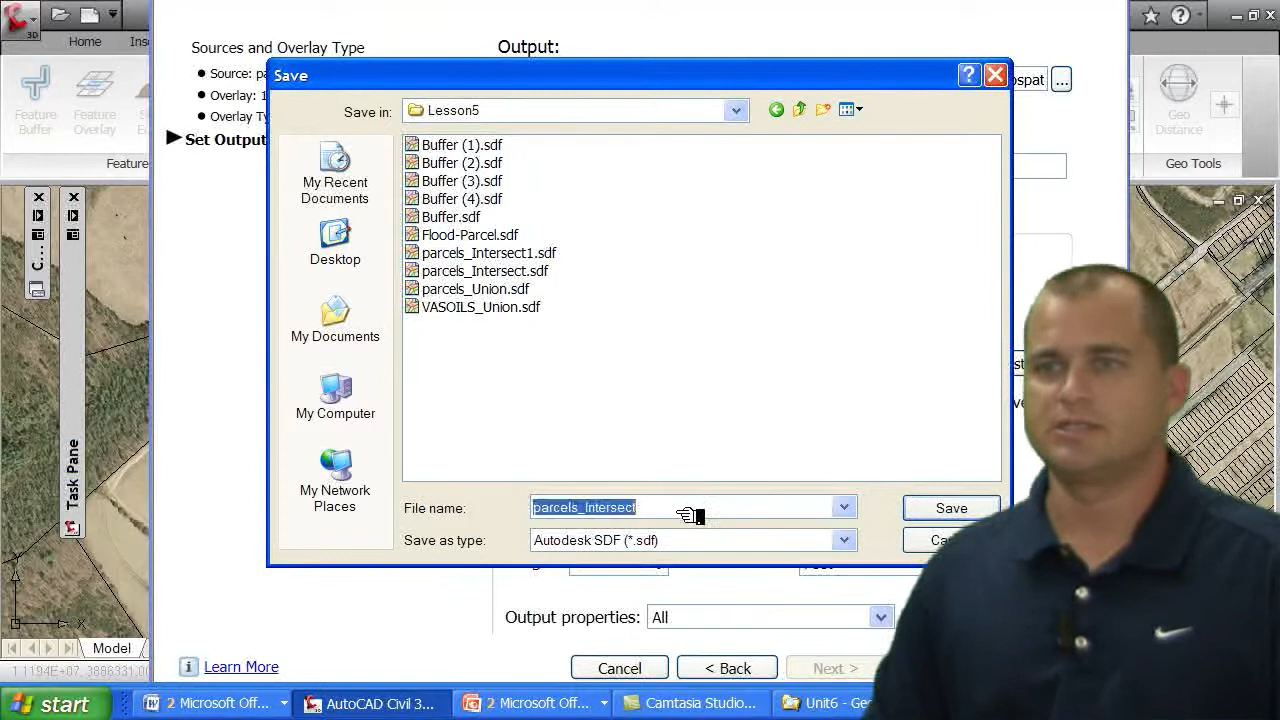 3D
Home
Ins
Feature
Buffer
Feature
Overlay
Feature
Geo
Distance
Geo Tools
Sources and Overlay Type
Output:
Source: pa
Overlay: 1
Overlay Ty
Set Output
ospat
...
Save
Save in:
Lesson5
My Recent
Documents
Desktop
My Documents
My Computer
My Network
Places
Buffer (1).sdf
Buffer (2).sdf
Buffer (3).sdf
Buffer (4).sdf
Buffer.sdf
Flood-Parcel.sdf
parcels_Intersect1.sdf
parcels_Intersect.sdf
parcels_Union.sdf
VASOILS_Union.sdf
File name:
parcels_Intersect
Save
Save as type:
Autodesk SDF (*.sdf)
Ca
C...
Task Pane
Output properties:
All
Learn More
Cancel
< Back
Next >
Model
start
2 Microsoft Off...
AutoCAD Civil 3...
2 Microsoft Offi...
Camtasia Studio...
Unit6 - Ge